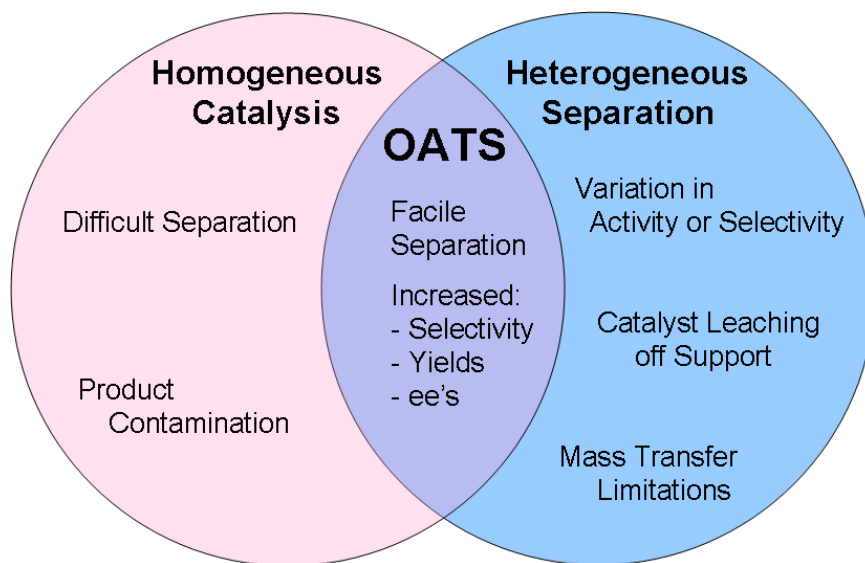 Homogeneous
Catalysis
Difficult Separation
Product
Contamination
OATS
Facile
Separation
Increased:
- Selectivity
- Yields
- ee's
Heterogeneous
Separation
Variation in
Activity or Selectivity
Catalyst Leaching
off Support
Mass Transfer
Limitations